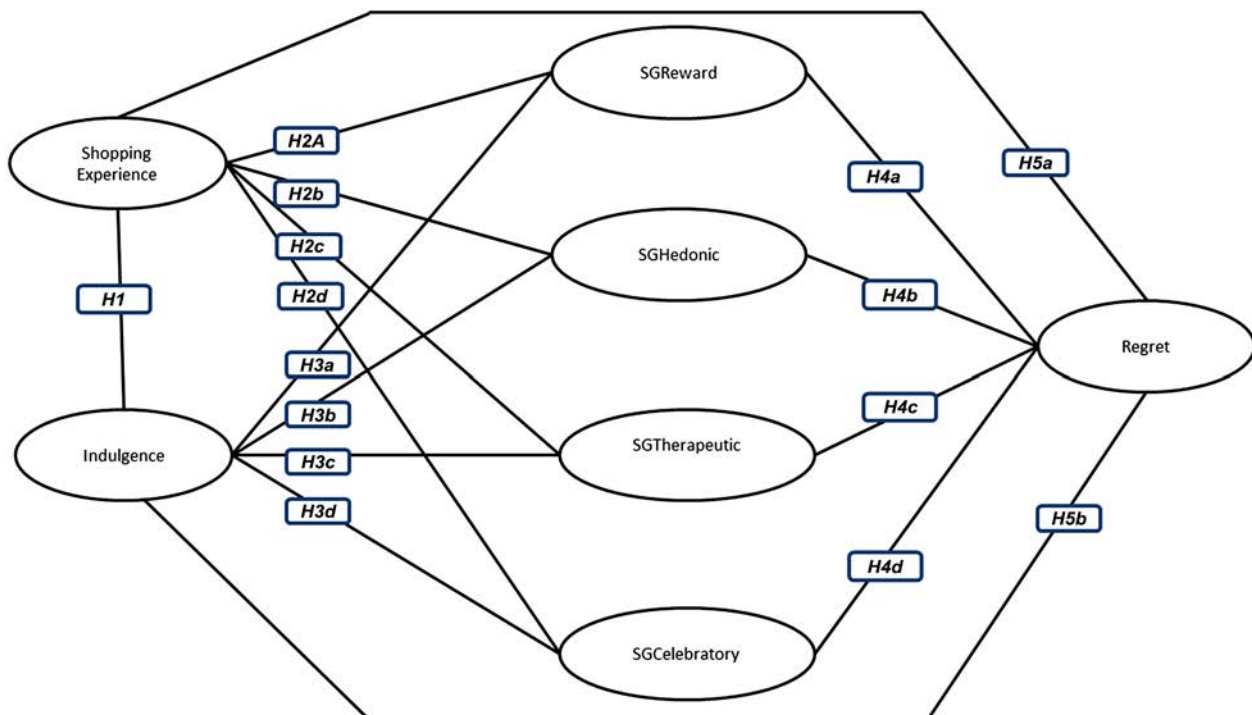 SGReward
Shopping
Experience
H2A
H5a
H4a
H2b
H2c
SGHedonic
H2d
H4b
H1
Regret
H3a
H3b
H4c
Indulgence
H3c
SGTherapeutic
H3d
H5b
H4d
SGCelebratory